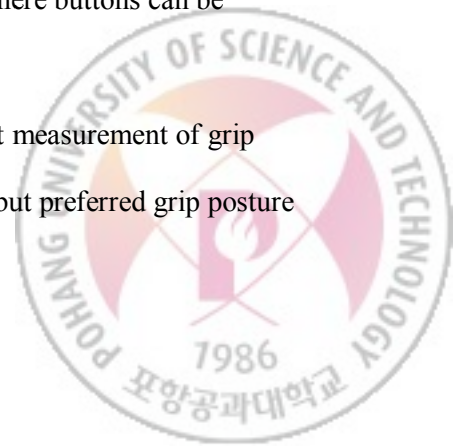 here buttons can be
t measurement of grip
but preferred grip posture
POHANG UNIVERSITY OF SCIENCE AND TECHNOLOGY
1986
포항공과대학교